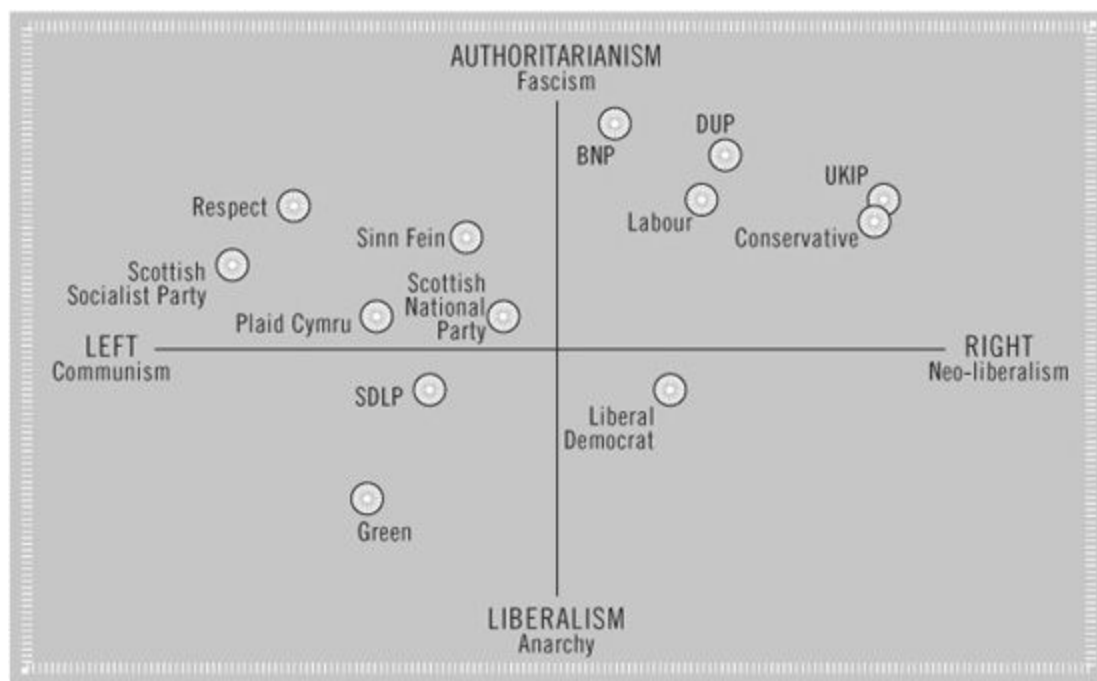 AUTHORITARIANISM
Fascism
DUP
BNP
UKIP
Respect
Labour
Sinn Fein
Conservative
Scottish
Socialist Party
Scottish
National
Party
Plaid Cymru
LEFT
Communism
RIGHT
Neo-liberalism
SDLP
Liberal
Democrat
Green
LIBERALISM
Anarchy